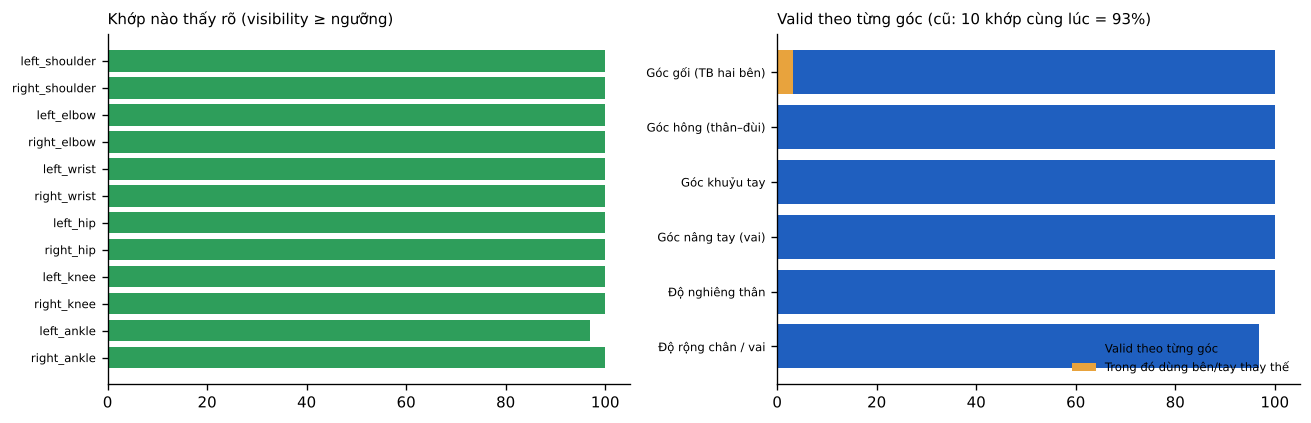 Khớp nào thấy rõ (visibility ≥ ngưỡng)
left_shoulder
right_shoulder
left_elbow
right_elbow
left_wrist
right_wrist
left_hip
right_hip
left_knee
right_knee
left_ankle
right_ankle
0 20 40 60 80 100
Valid theo từng góc (cũ: 10 khớp cùng lúc = 93%)
Góc gối (TB hai bên)
Góc hông (thân–đùi)
Góc khuỷu tay
Góc nâng tay (vai)
Độ nghiêng thân
Độ rộng chân / vai
Valid theo từng góc
Trong đó dùng bên/tay thay thế
0 20 40 60 80 100